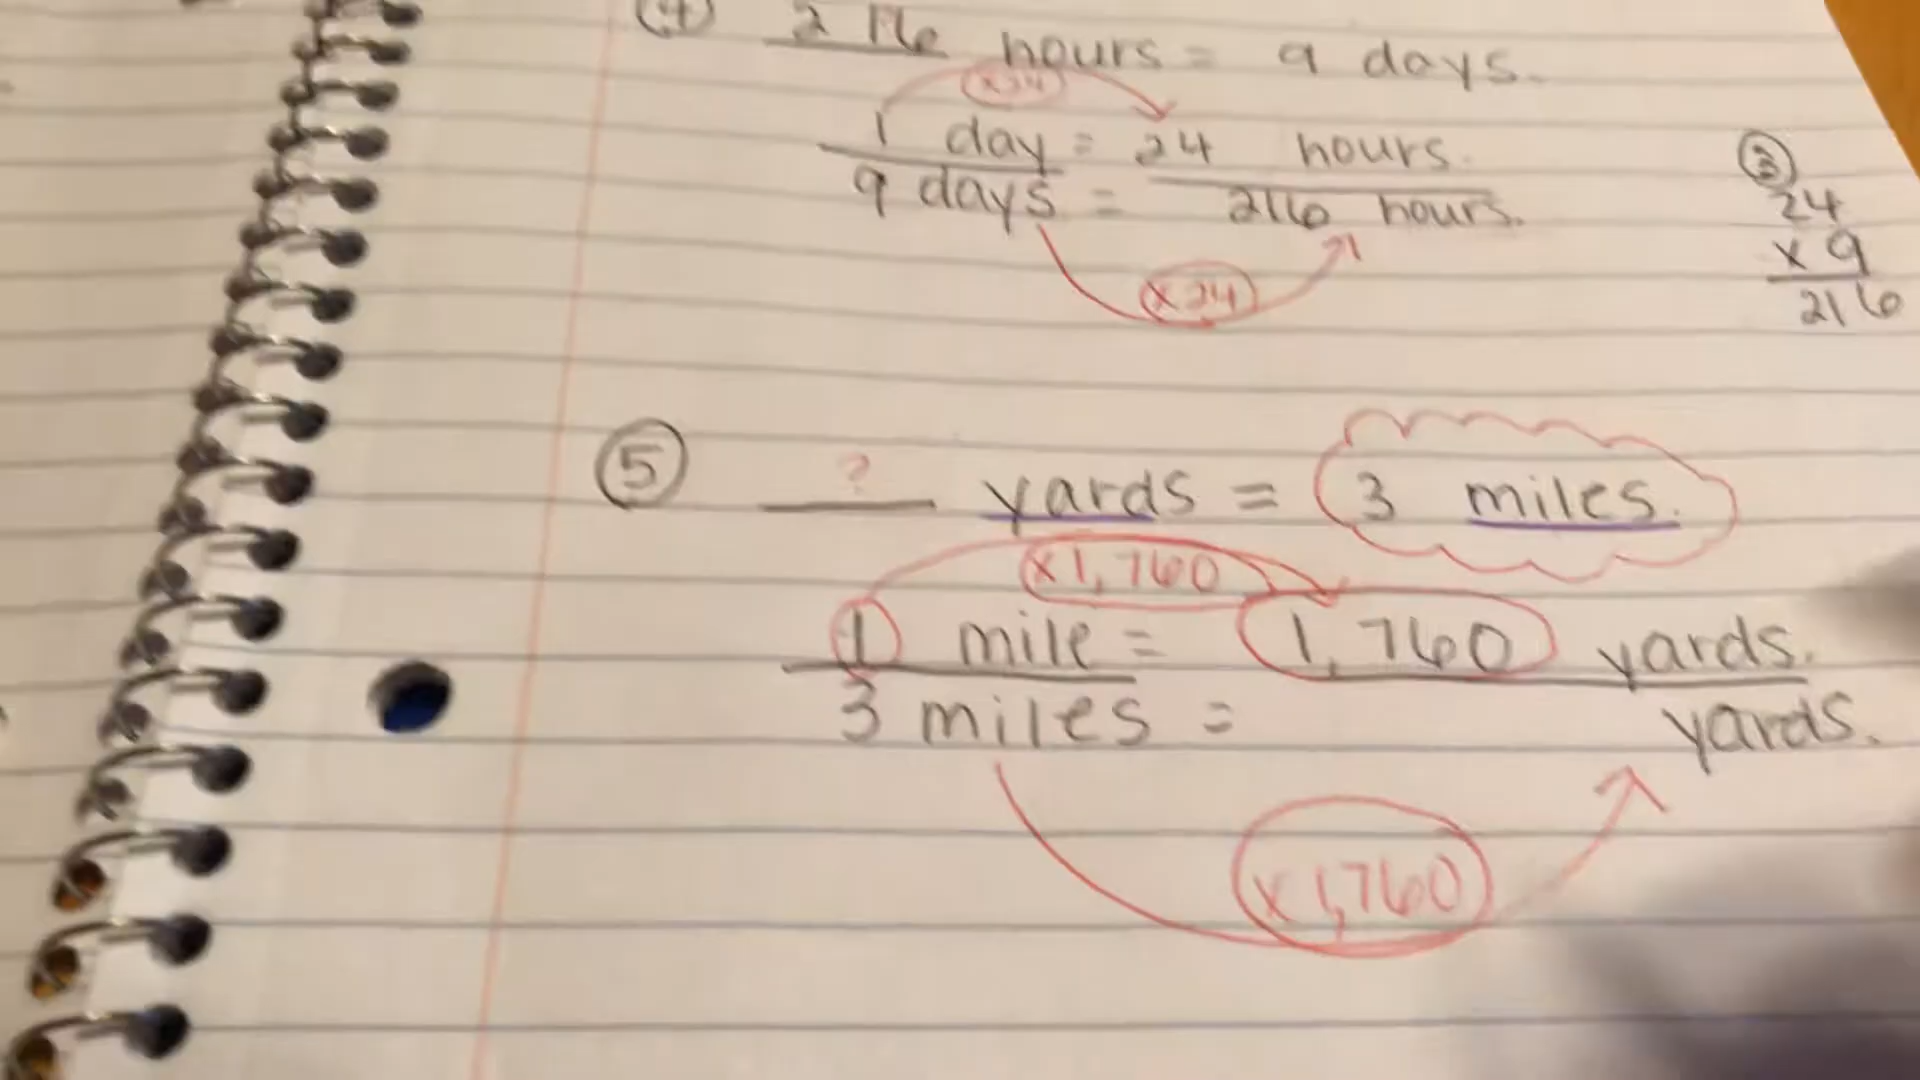 ④ 216 hours = 9 days.
x24
1 day = 24 hours.
9 days = 216 hours.
x24
③
24
x 9
216
⑤ ? yards = 3 miles.
x1,760
1 mile = 1,760 yards.
3 miles = yards.
x1,760